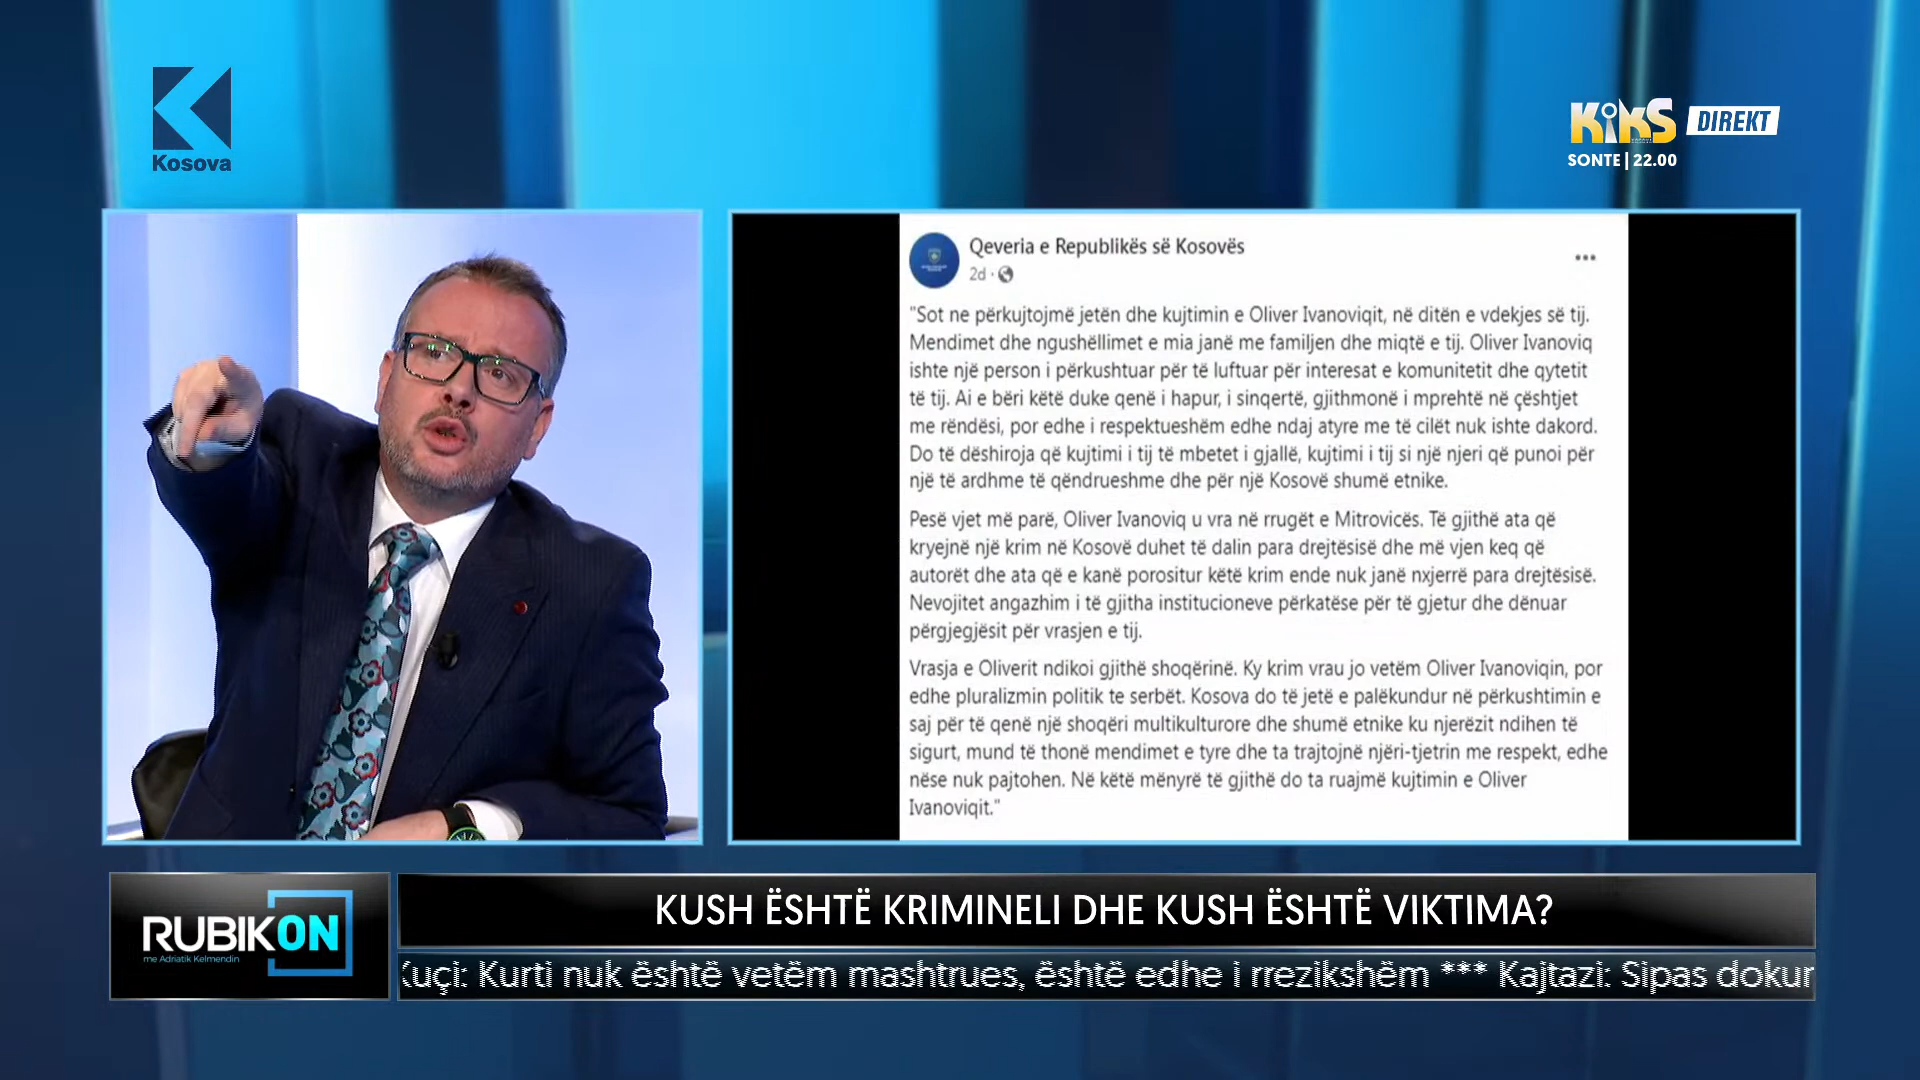 Kosova
KiKS
DIREKT
SONTE | 22.00
Qeveria e Republikës së Kosovës
2d ·
"Sot ne përkujtojmë jetën dhe kujtimin e Oliver Ivanoviqit, në ditën e vdekjes së tij.
Mendimet dhe ngushëllimet e mia janë me familjen dhe miqtë e tij. Oliver Ivanoviq
ishte një person i përkushtuar për të luftuar për interesat e komunitetit dhe qytetit
të tij. Ai e bëri këtë duke qenë i hapur, i sinqertë, gjithmonë i mprehtë në çështjet
me rëndësi, por edhe i respektueshëm edhe ndaj atyre me të cilët nuk ishte dakord.
Do të dëshiroja që kujtimi i tij të mbetet i gjallë, kujtimi i tij si një njeri që punoi për
një të ardhme të qëndrueshme dhe për një Kosovë shumë etnike.
Pesë vjet më parë, Oliver Ivanoviq u vra në rrugët e Mitrovicës. Të gjithë ata që
kryejnë një krim në Kosovë duhet të dalin para drejtësisë dhe më vjen keq që
autorët dhe ata që e kanë porositur këtë krim ende nuk janë nxjerrë para drejtësisë.
Nevojitet angazhim i të gjitha institucioneve përkatëse për të gjetur dhe dënuar
përgjegjësit për vrasjen e tij.
Vrasja e Oliverit ndikoi gjithë shoqërinë. Ky krim vrau jo vetëm Oliver Ivanoviqin, por
edhe pluralizmin politik te serbët. Kosova do të jetë e palëkundur në përkushtimin e
saj për të qenë një shoqëri multikulturore dhe shumë etnike ku njerëzit ndihen të
sigurt, mund të thonë mendimet e tyre dhe ta trajtojnë njëri-tjetrin me respekt, edhe
nëse nuk pajtohen. Në këtë mënyrë të gjithë do ta ruajmë kujtimin e Oliver
Ivanoviqit."
RUBIKON
me Adriatik Kelmendin
KUSH ËSHTË KRIMINELI DHE KUSH ËSHTË VIKTIMA?
Kuçi: Kurti nuk është vetëm mashtrues, është edhe i rrezikshëm *** Kajtazi: Sipas dokur